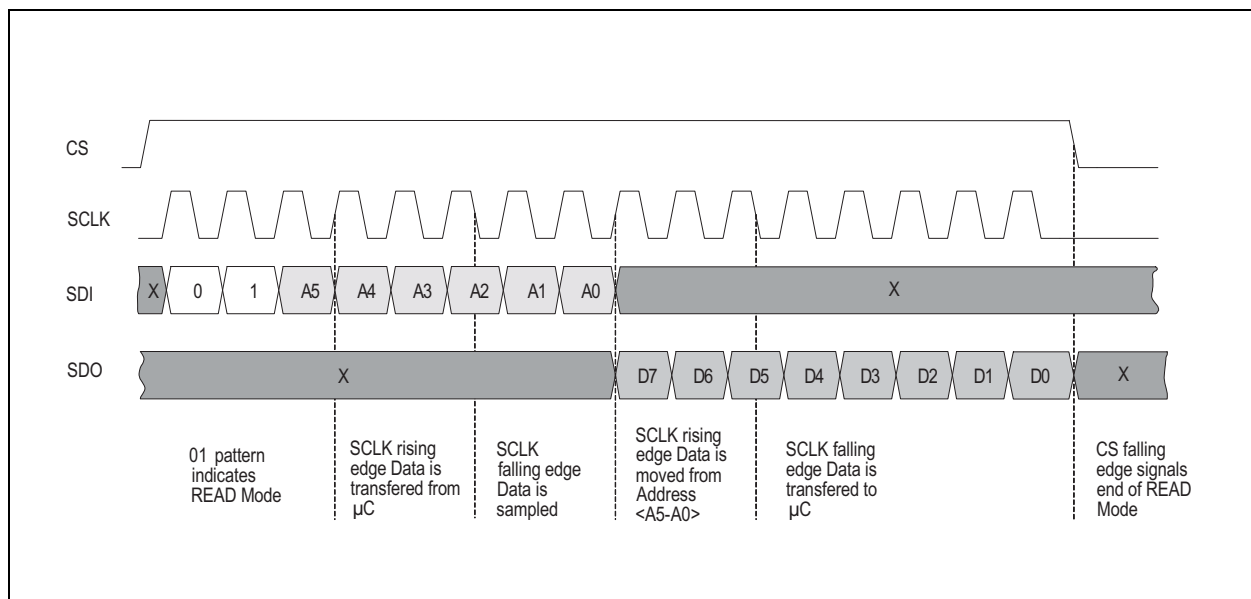 CS
SCLK
SDI
X 0 1 A5 A4 A3 A2 A1 A0 X
SDO
X D7 D6 D5 D4 D3 D2 D1 D0 X
01 pattern
indicates
READ Mode
SCLK rising
edge Data is
transfered from
µC
SCLK
falling edge
Data is
sampled
SCLK rising
edge Data is
moved from
Address
<A5-A0>
SCLK falling
edge Data is
transfered to
µC
CS falling
edge signals
end of READ
Mode